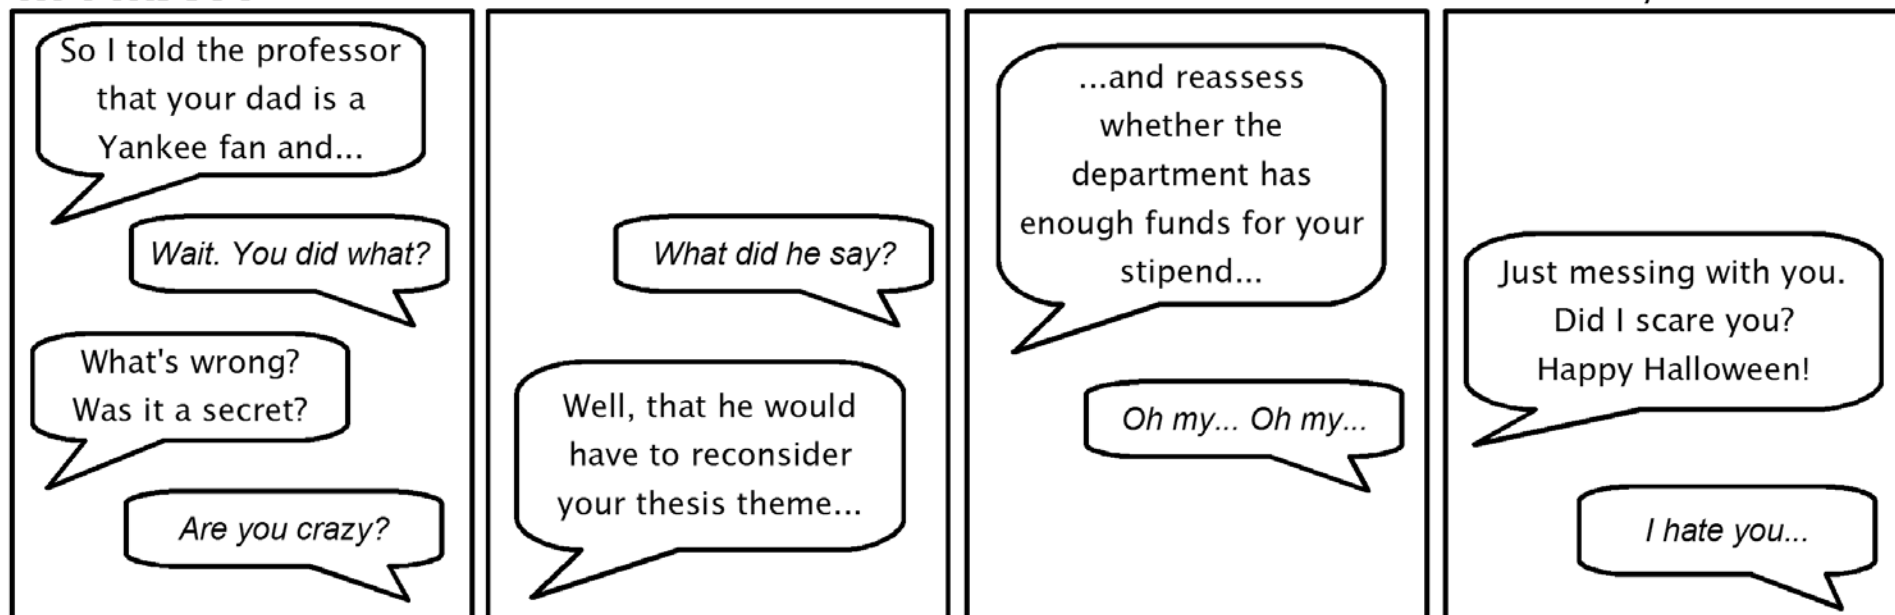 So I told the professor
that your dad is a
Yankee fan and...
Wait. You did what?
What's wrong?
Was it a secret?
Are you crazy?
What did he say?
Well, that he would
have to reconsider
your thesis theme...
...and reassess
whether the
department has
enough funds for your
stipend...
Oh my... Oh my...
Just messing with you.
Did I scare you?
Happy Halloween!
I hate you...